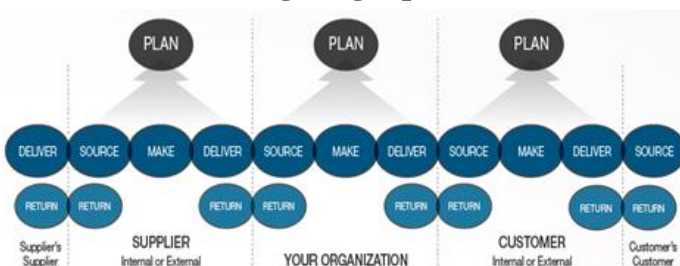 PLAN PLAN PLAN
DELIVER SOURCE MAKE DELIVER SOURCE MAKE DELIVER SOURCE MAKE DELIVER SOURCE
RETURN RETURN RETURN RETURN RETURN RETURN RETURN RETURN
Supplier's SUPPLIER CUSTOMER Customer's
Supplier Internal or External YOUR ORGANIZATION Internal or External Customer